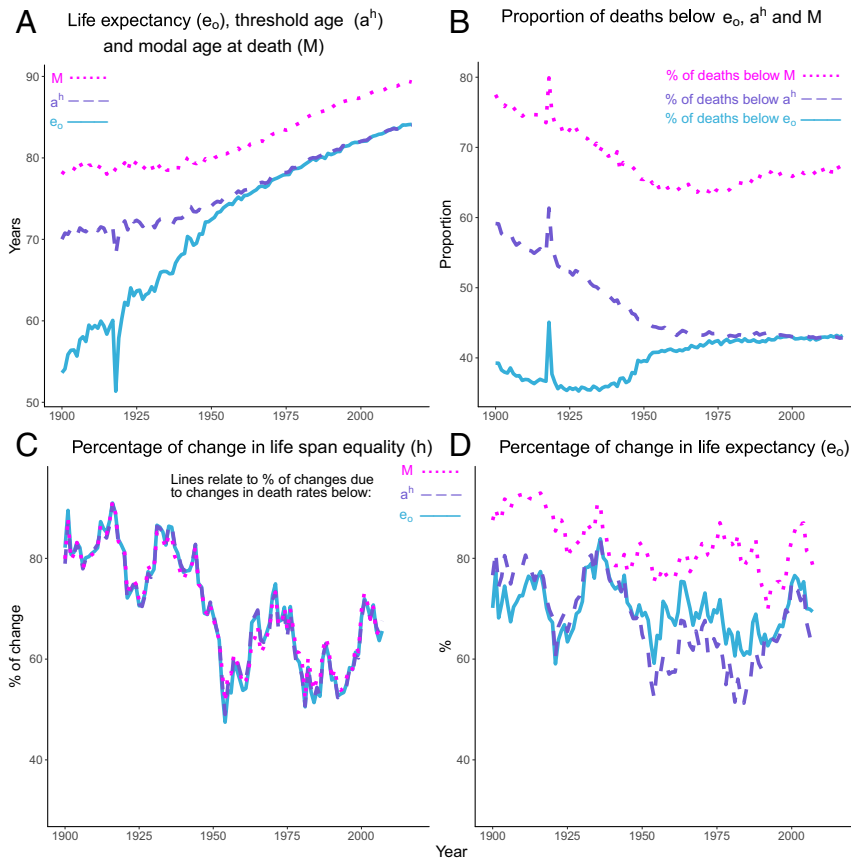 A
Life expectancy (eo), threshold age (aʰ)
and modal age at death (M)
M
aʰ
eo
90
80
70
60
50
Years
1900
1925
1950
1975
2000
B
Proportion of deaths below eo, aʰ and M
% of deaths below M
% of deaths below aʰ
% of deaths below eo
80
60
40
Proportion
1900
1925
1950
1975
2000
C
Percentage of change in life span equality (h)
Lines relate to % of changes due
to changes in death rates below:
M
aʰ
eo
80
60
40
% of change
1900
1925
1950
1975
2000
D
Percentage of change in life expectancy (eo)
80
60
40
%
1900
1925
1950
1975
2000
Year